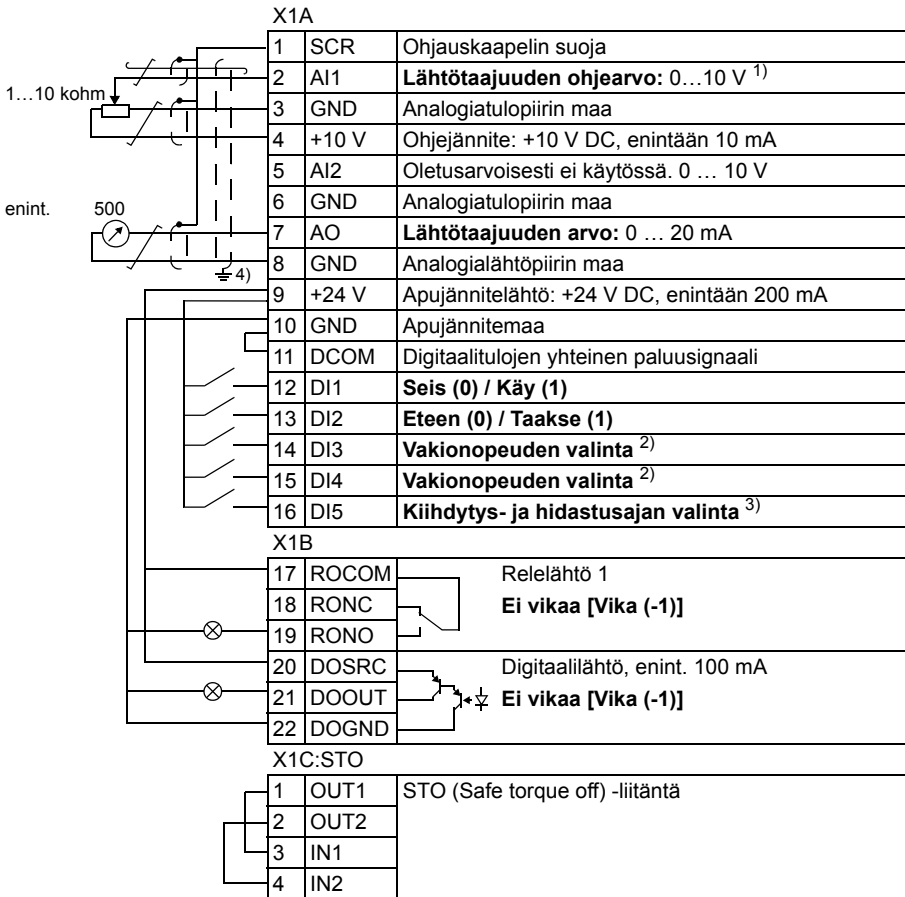 X1A
1 SCR Ohjauskaapelin suoja
2 AI1 Lähtötaajuuden ohjearvo: 0…10 V 1)
1…10 kohm
3 GND Analogiatulopiirin maa
4 +10 V Ohjejännite: +10 V DC, enintään 10 mA
5 AI2 Oletusarvoisesti ei käytössä. 0 … 10 V
6 GND Analogiatulopiirin maa
enint. 500
7 AO Lähtötaajuuden arvo: 0 … 20 mA
8 GND Analogialähtöpiirin maa
4)
9 +24 V Apujännitelähtö: +24 V DC, enintään 200 mA
10 GND Apujännitemaa
11 DCOM Digitaalitulojen yhteinen paluusignaali
12 DI1 Seis (0) / Käy (1)
13 DI2 Eteen (0) / Taakse (1)
14 DI3 Vakionopeuden valinta 2)
15 DI4 Vakionopeuden valinta 2)
16 DI5 Kiihdytys- ja hidastusajan valinta 3)
X1B
17 ROCOM Relelähtö 1
18 RONC Ei vikaa [Vika (-1)]
19 RONO
20 DOSRC Digitaalilähtö, enint. 100 mA
21 DOOUT Ei vikaa [Vika (-1)]
22 DOGND
X1C:STO
1 OUT1 STO (Safe torque off) -liitäntä
2 OUT2
3 IN1
4 IN2